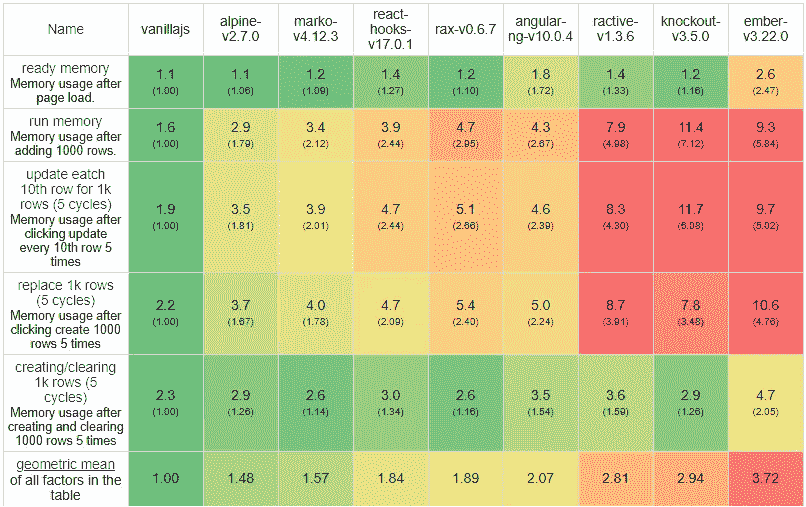 Name vanillajs alpine-v2.7.0 marko-v4.12.3 react-hooks-v17.0.1 rax-v0.6.7 angular-ng-v10.0.4 ractive-v1.3.6 knockout-v3.5.0 ember-v3.22.0
ready memory
Memory usage after
page load.
1.1 1.1 1.2 1.4 1.2 1.8 1.4 1.2 2.6
(1.00) (1.06) (1.09) (1.27) (1.10) (1.72) (1.33) (1.16) (2.47)
run memory
Memory usage after
adding 1000 rows.
1.6 2.9 3.4 3.9 4.7 4.3 7.9 11.4 9.3
(1.00) (1.79) (2.12) (2.44) (2.95) (2.67) (4.98) (7.12) (5.84)
update eatch
10th row for 1k
rows (5 cycles)
Memory usage after
clicking update
every 10th row 5
times
1.9 3.5 3.9 4.7 5.1 4.6 8.3 11.7 9.7
(1.00) (1.81) (2.01) (2.44) (2.66) (2.39) (4.30) (6.08) (5.02)
replace 1k rows
(5 cycles)
Memory usage after
clicking create 1000
rows 5 times
2.2 3.7 4.0 4.7 5.4 5.0 8.7 7.8 10.6
(1.00) (1.67) (1.78) (2.09) (2.40) (2.24) (3.91) (3.48) (4.76)
creating/clearing
1k rows (5
cycles)
Memory usage after
creating and clearing
1000 rows 5 times
2.3 2.9 2.6 3.0 2.6 3.5 3.6 2.9 4.7
(1.00) (1.26) (1.14) (1.34) (1.16) (1.54) (1.59) (1.26) (2.05)
geometric mean
of all factors in the
table
1.00 1.48 1.57 1.84 1.89 2.07 2.81 2.94 3.72